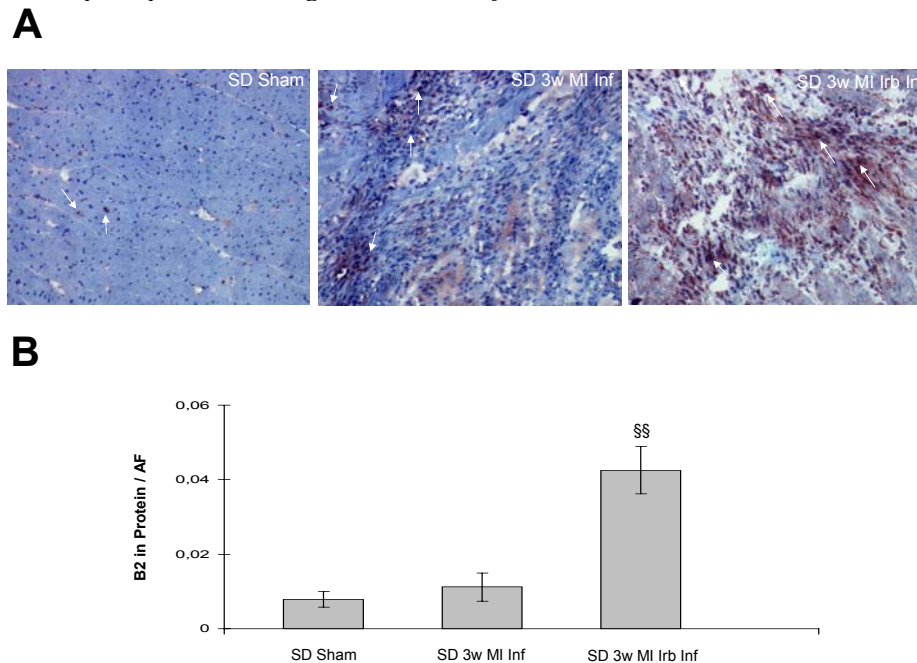 A
SD Sham
SD 3w MI Inf
SD 3w MI Irb In
B
0,06
0,04
0,02
0
B2 in Protein / AF
§§
SD Sham
SD 3w MI Inf
SD 3w MI Irb Inf